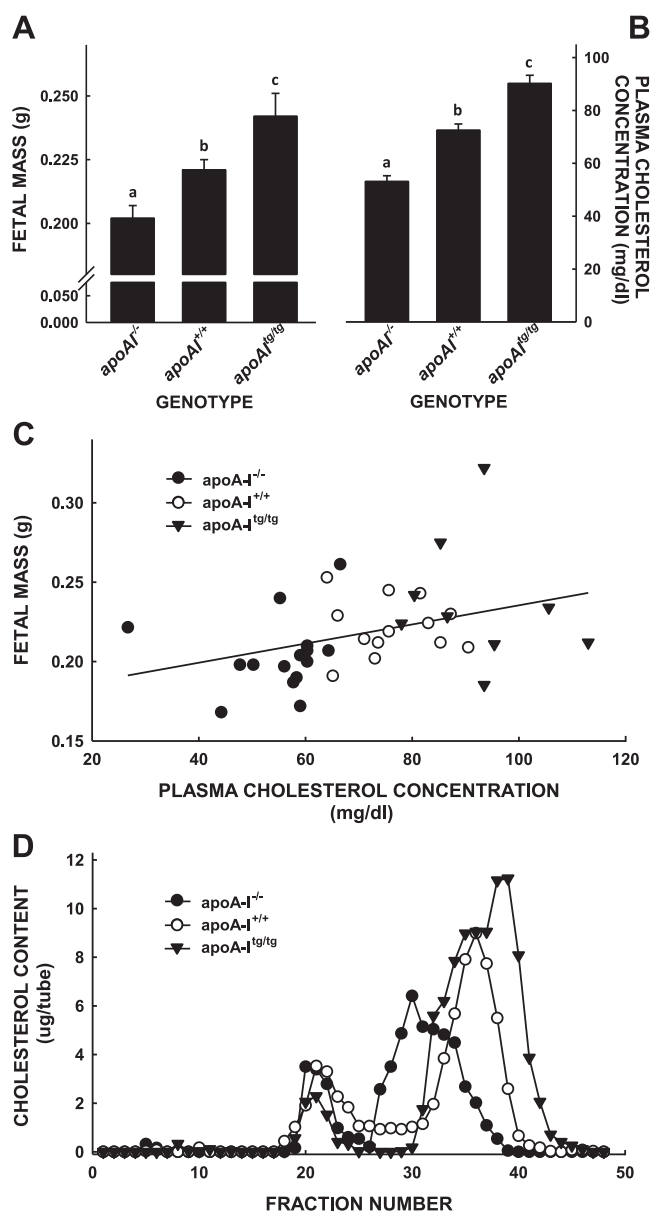 A
B
FETAL MASS (g)
0.250
0.225
0.200
0.050
0.000
a
b
c
apoAI-/-
apoAI+/+
apoAItg/tg
GENOTYPE
a
b
c
100
80
60
40
20
0
PLASMA CHOLESTEROL
CONCENTRATION (mg/dl)
apoAI-/-
apoAI+/+
apoAItg/tg
GENOTYPE
C
FETAL MASS (g)
0.30
0.25
0.20
0.15
apoA-I-/-
apoA-I+/+
apoA-Itg/tg
20
40
60
80
100
120
PLASMA CHOLESTEROL CONCENTRATION
(mg/dl)
D
CHOLESTEROL CONTENT
(ug/tube)
12
10
8
6
4
2
0
apoA-I-/-
apoA-I+/+
apoA-Itg/tg
0
10
20
30
40
50
FRACTION NUMBER